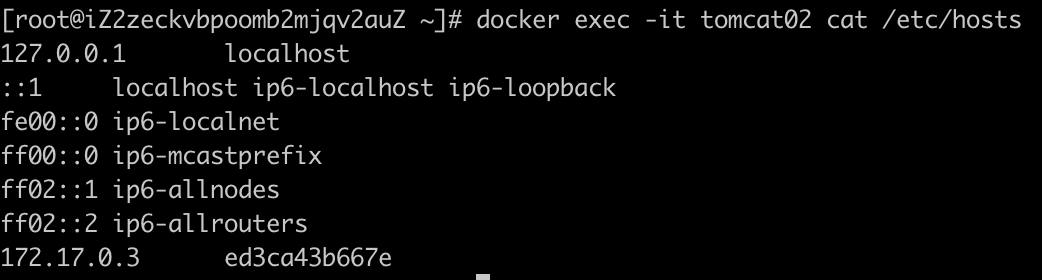 [root@iZ2zeckvbpoomb2mjqv2auZ ~]# docker exec -it tomcat02 cat /etc/hosts
127.0.0.1       localhost
::1     localhost ip6-localhost ip6-loopback
fe00::0 ip6-localnet
ff00::0 ip6-mcastprefix
ff02::1 ip6-allnodes
ff02::2 ip6-allrouters
172.17.0.3      ed3ca43b667e